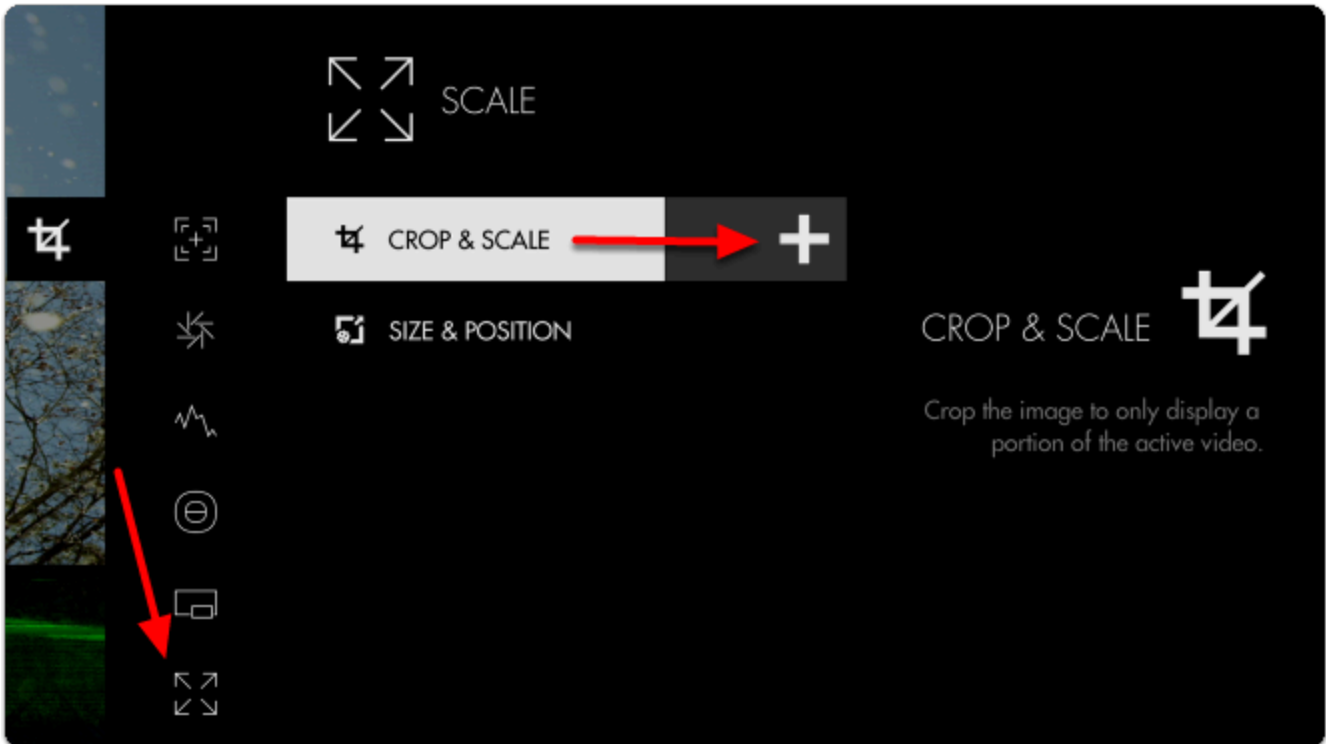 SCALE
CROP & SCALE
SIZE & POSITION
CROP & SCALE
Crop the image to only display a
portion of the active video.